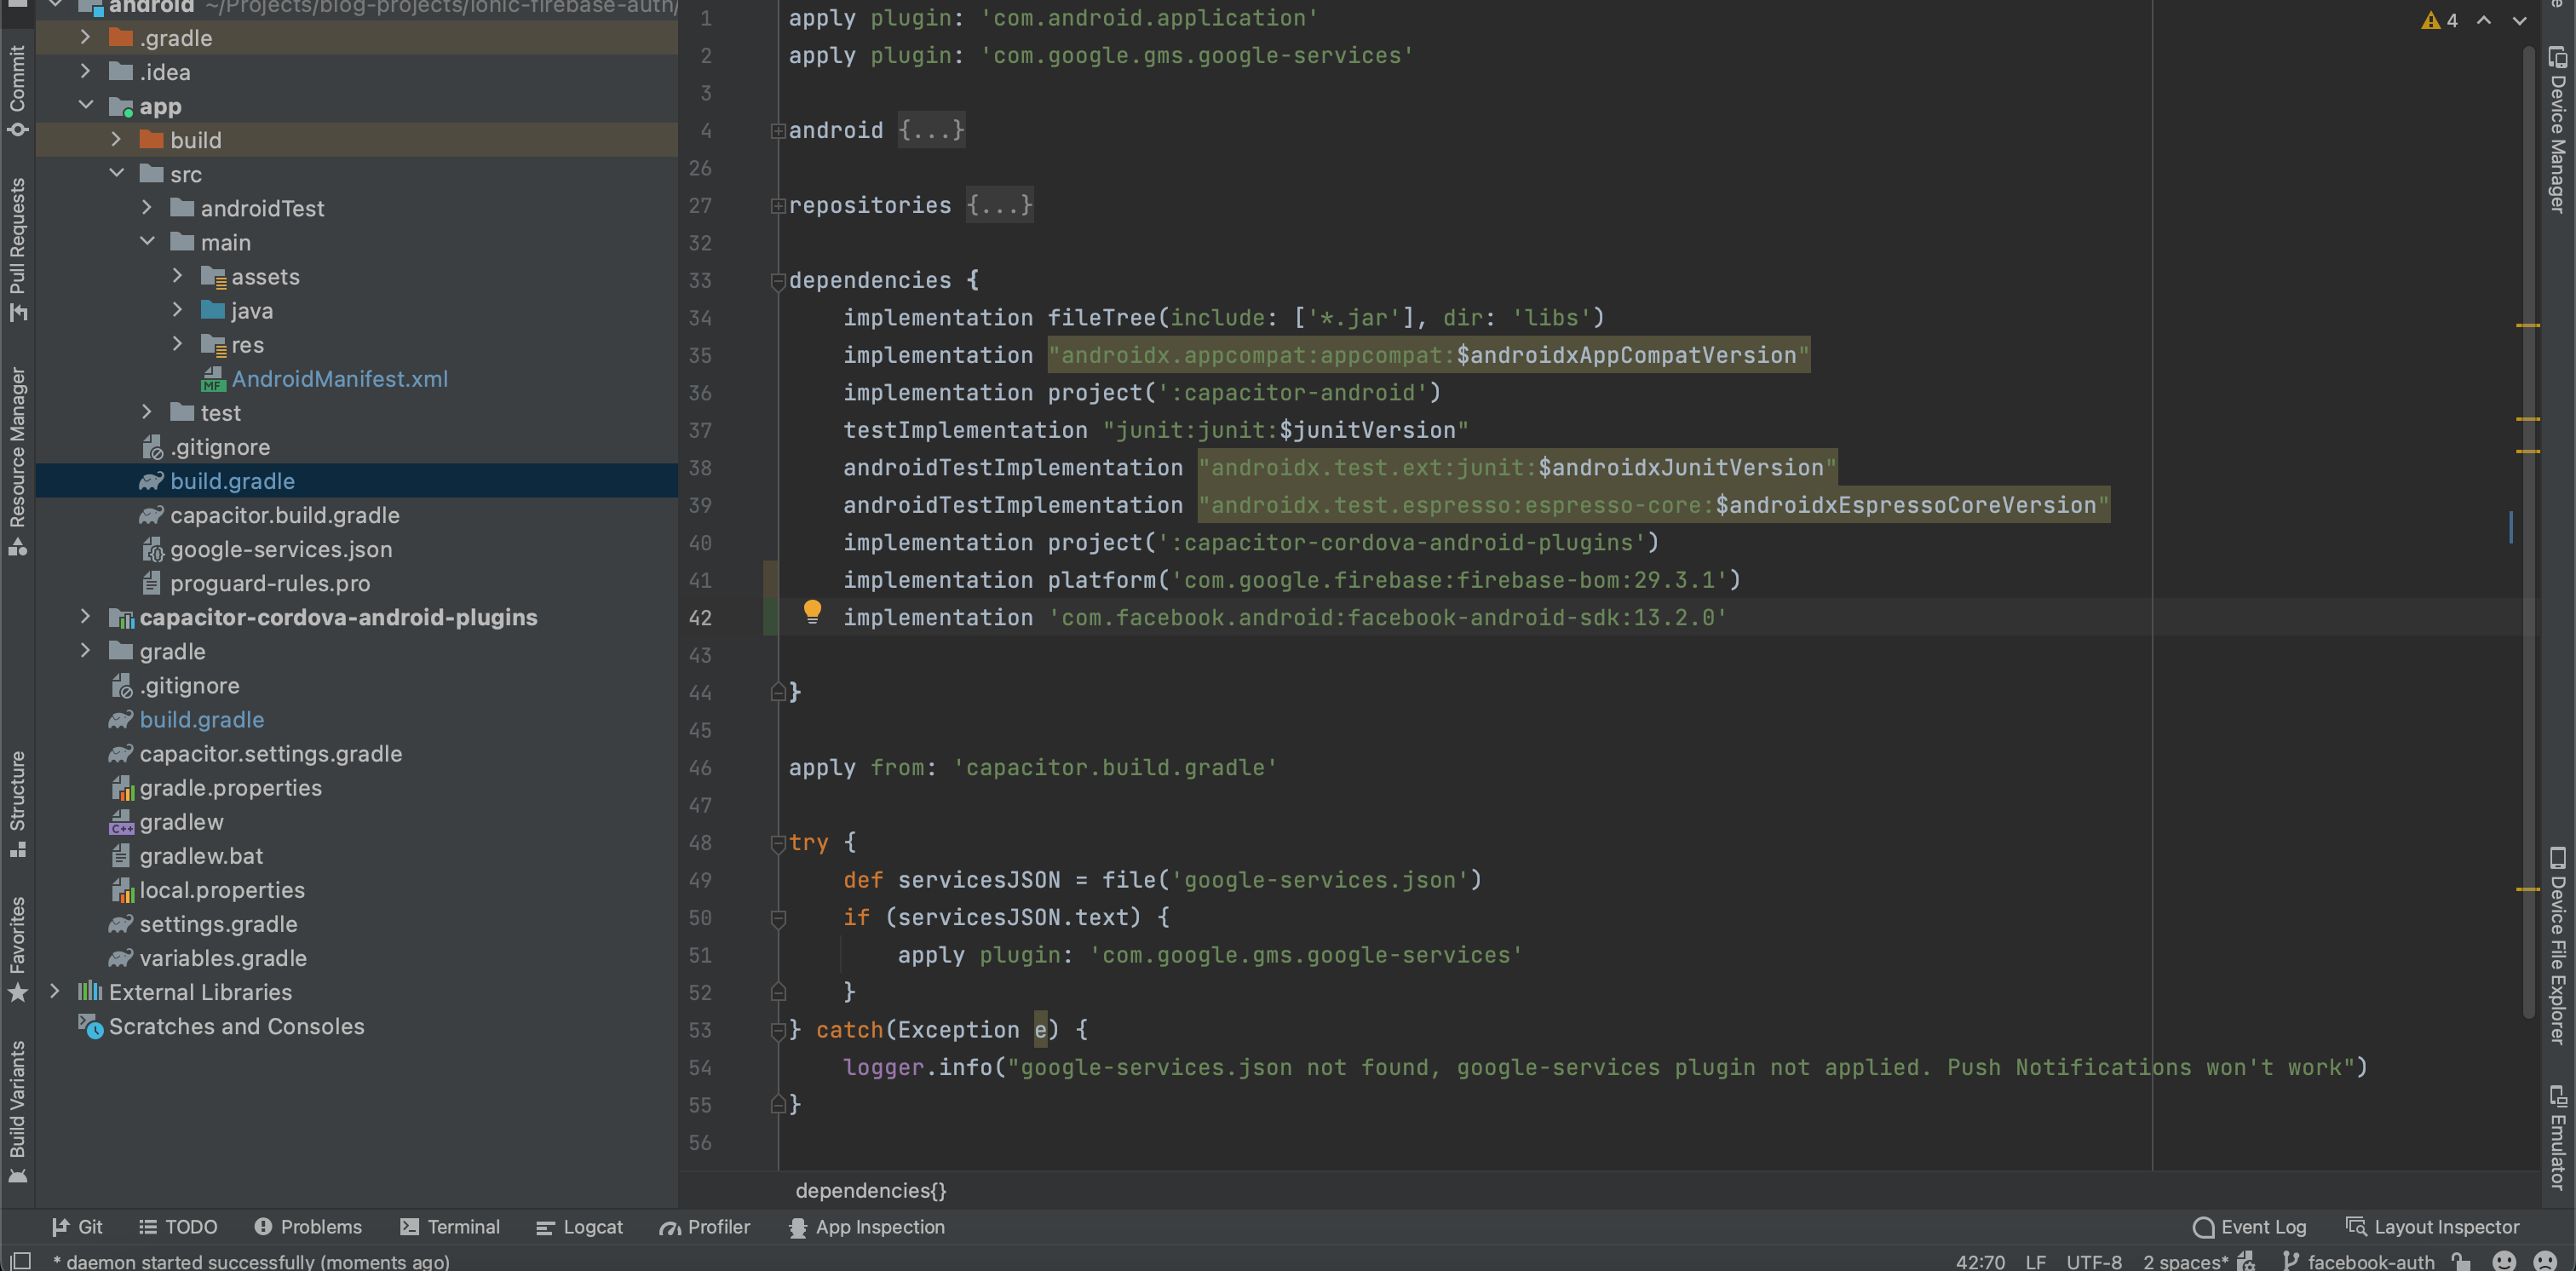 android ~/Projects/blog-projects/ionic-firebase-auth/
.gradle
.idea
app
build
src
androidTest
main
assets
java
res
AndroidManifest.xml
test
.gitignore
build.gradle
capacitor.build.gradle
google-services.json
proguard-rules.pro
capacitor-cordova-android-plugins
gradle
.gitignore
build.gradle
capacitor.settings.gradle
gradle.properties
gradlew
gradlew.bat
local.properties
settings.gradle
variables.gradle
External Libraries
Scratches and Consoles
Commit
Pull Requests
Resource Manager
Structure
Favorites
Build Variants
1 apply plugin: 'com.android.application'
2 apply plugin: 'com.google.gms.google-services'
3
4 android {...}
26
27 repositories {...}
32
33 dependencies {
34 implementation fileTree(include: ['*.jar'], dir: 'libs')
35 implementation "androidx.appcompat:appcompat:$androidxAppCompatVersion"
36 implementation project(':capacitor-android')
37 testImplementation "junit:junit:$junitVersion"
38 androidTestImplementation "androidx.test.ext:junit:$androidxJunitVersion"
39 androidTestImplementation "androidx.test.espresso:espresso-core:$androidxEspressoCoreVersion"
40 implementation project(':capacitor-cordova-android-plugins')
41 implementation platform('com.google.firebase:firebase-bom:29.3.1')
42 implementation 'com.facebook.android:facebook-android-sdk:13.2.0'
43
44 }
45
46 apply from: 'capacitor.build.gradle'
47
48 try {
49 def servicesJSON = file('google-services.json')
50 if (servicesJSON.text) {
51 apply plugin: 'com.google.gms.google-services'
52 }
53 } catch(Exception e) {
54 logger.info("google-services.json not found, google-services plugin not applied. Push Notifications won't work")
55 }
56
dependencies{}
4
Device Manager
Device File Explorer
Emulator
Git TODO Problems Terminal Logcat Profiler App Inspection Event Log Layout Inspector
* daemon started successfully (moments ago) 42:70 LF UTF-8 2 spaces* facebook-auth